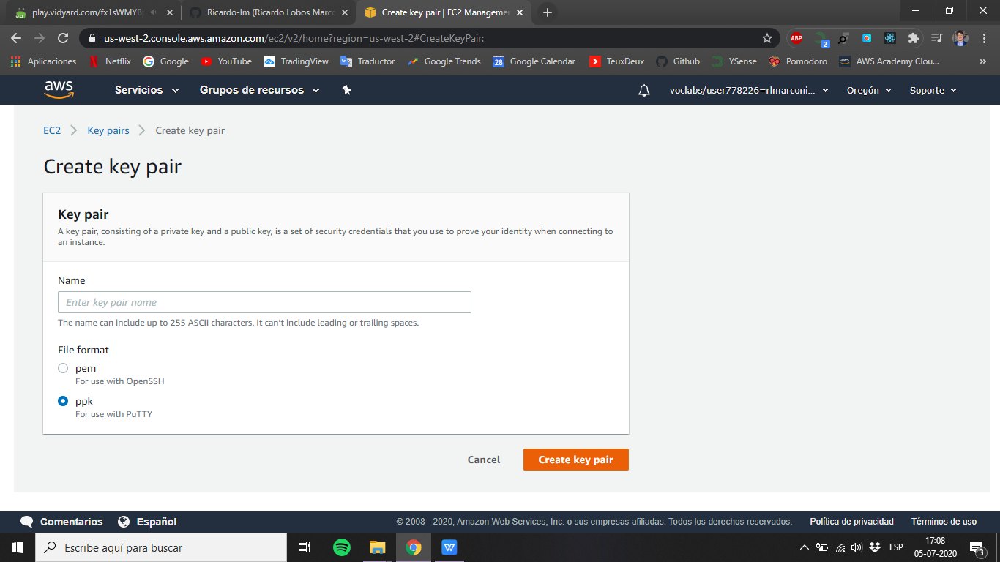 play.vidyard.com/fx1sWMYB
Ricardo-lm (Ricardo Lobos Marco
Create key pair | EC2 Manageme
us-west-2.console.aws.amazon.com/ec2/v2/home?region=us-west-2#CreateKeyPair:
ABP
2
Aplicaciones
Netflix
Google
YouTube
TradingView
Traductor
Google Trends
28
Google Calendar
TeuxDeux
Github
YSense
Pomodoro
aws
AWS Academy Clou...
»
aws
Servicios
Grupos de recursos
voclabs/user778226=rlmarconi...
Oregón
Soporte
EC2
Key pairs
Create key pair
Create key pair
Key pair
A key pair, consisting of a private key and a public key, is a set of security credentials that you use to prove your identity when connecting to
an instance.
Name
Enter key pair name
The name can include up to 255 ASCII characters. It can't include leading or trailing spaces.
File format
pem
For use with OpenSSH
ppk
For use with PuTTY
Cancel
Create key pair
Comentarios
Español
© 2008 - 2020, Amazon Web Services, Inc. o sus empresas afiliadas. Todos los derechos reservados.
Política de privacidad
Términos de uso
Escribe aquí para buscar
W
ESP
17:08
05-07-2020
3